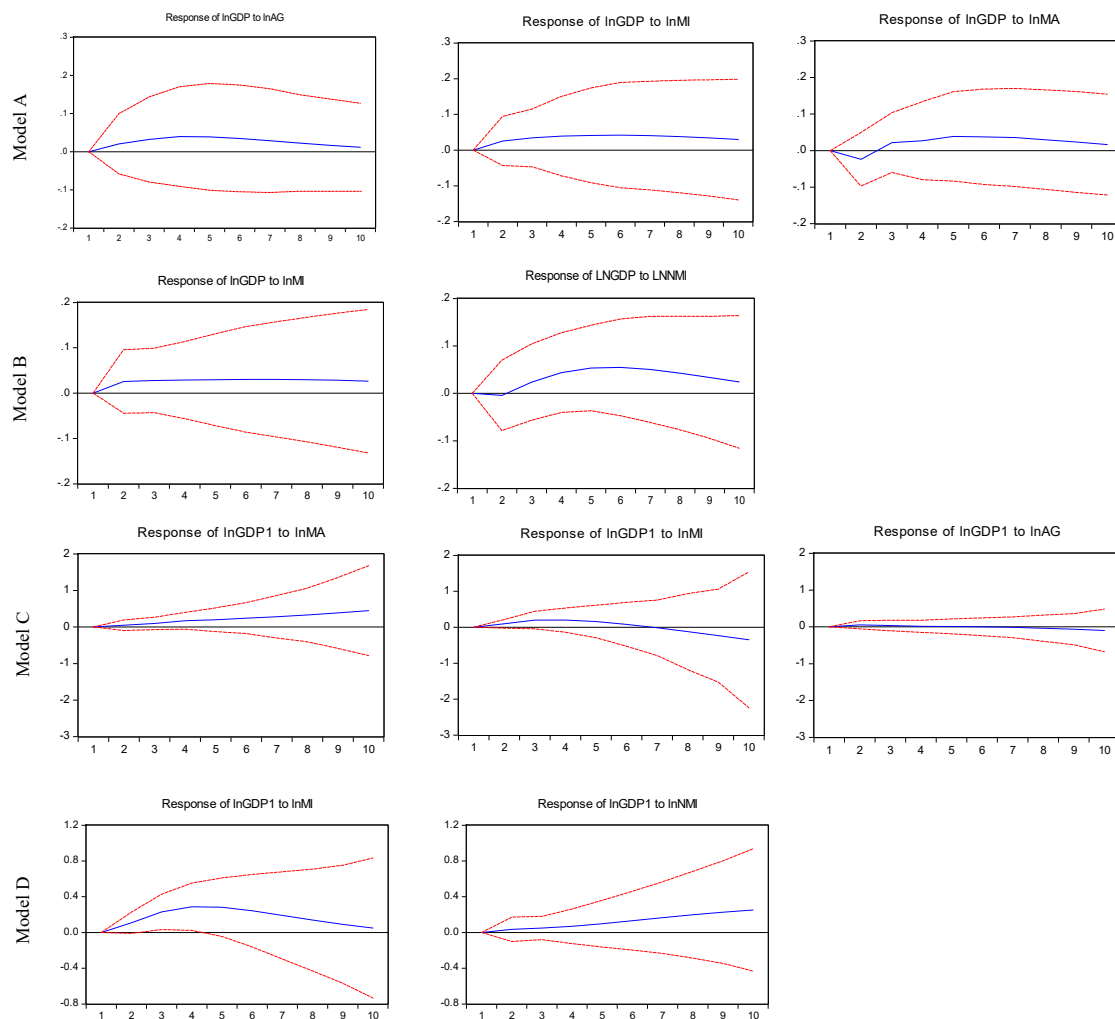 Model A
Response of lnGDP to lnAG
.3
.2
.1
.0
-.1
-.2
1 2 3 4 5 6 7 8 9 10
Response of lnGDP to lnMI
.3
.2
.1
.0
-.1
-.2
1 2 3 4 5 6 7 8 9 10
Response of lnGDP to lnMA
.3
.2
.1
.0
-.1
-.2
1 2 3 4 5 6 7 8 9 10
Model B
Response of lnGDP to lnMI
.2
.1
.0
-.1
-.2
1 2 3 4 5 6 7 8 9 10
Response of LNGDP to LNNMI
.2
.1
.0
-.1
-.2
1 2 3 4 5 6 7 8 9 10
Model C
Response of lnGDP1 to lnMA
2
1
0
-1
-2
-3
1 2 3 4 5 6 7 8 9 10
Response of lnGDP1 to lnMI
2
1
0
-1
-2
-3
1 2 3 4 5 6 7 8 9 10
Response of lnGDP1 to lnAG
2
1
0
-1
-2
-3
1 2 3 4 5 6 7 8 9 10
Model D
Response of lnGDP1 to lnMI
1.2
0.8
0.4
0.0
-0.4
-0.8
1 2 3 4 5 6 7 8 9 10
Response of lnGDP1 to lnNMI
1.2
0.8
0.4
0.0
-0.4
-0.8
1 2 3 4 5 6 7 8 9 10